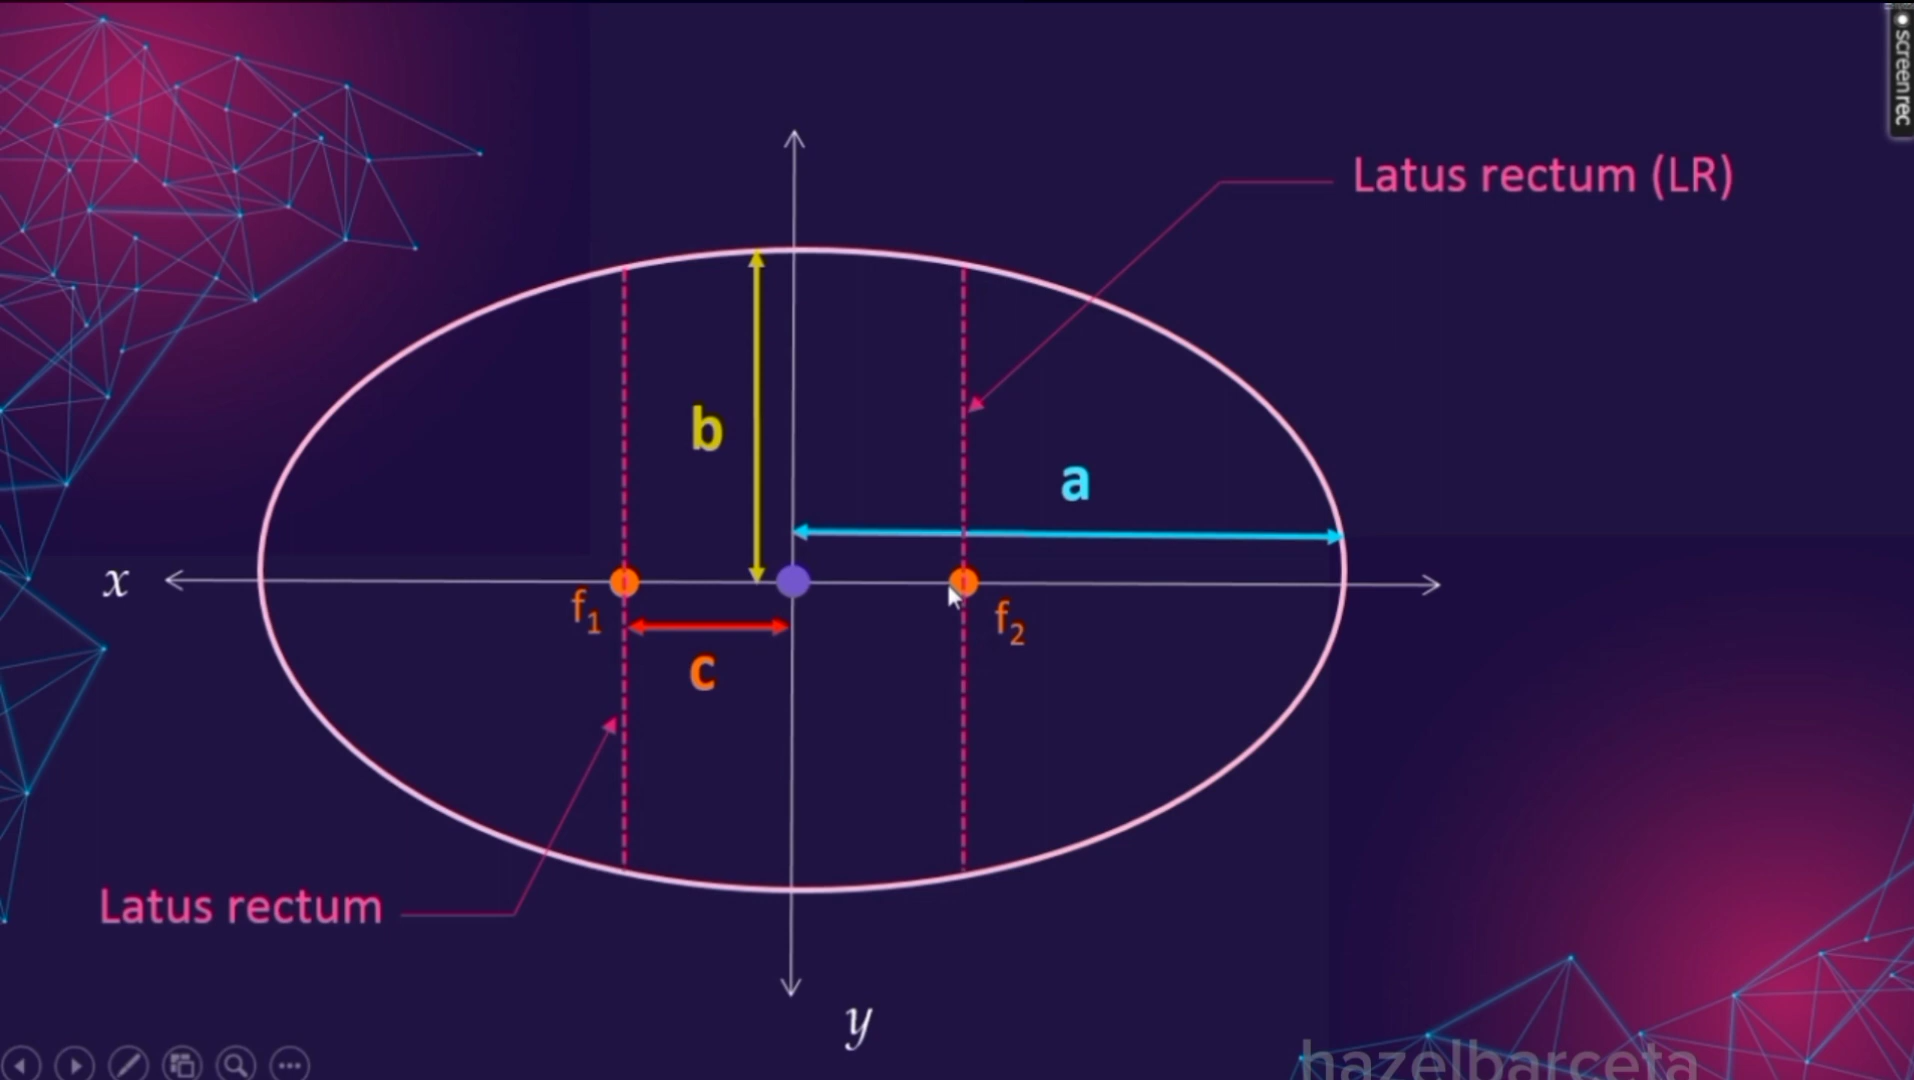 screenrec
Latus rectum (LR)
b
a
x
f1
f2
c
Latus rectum
y
hazelbarceta